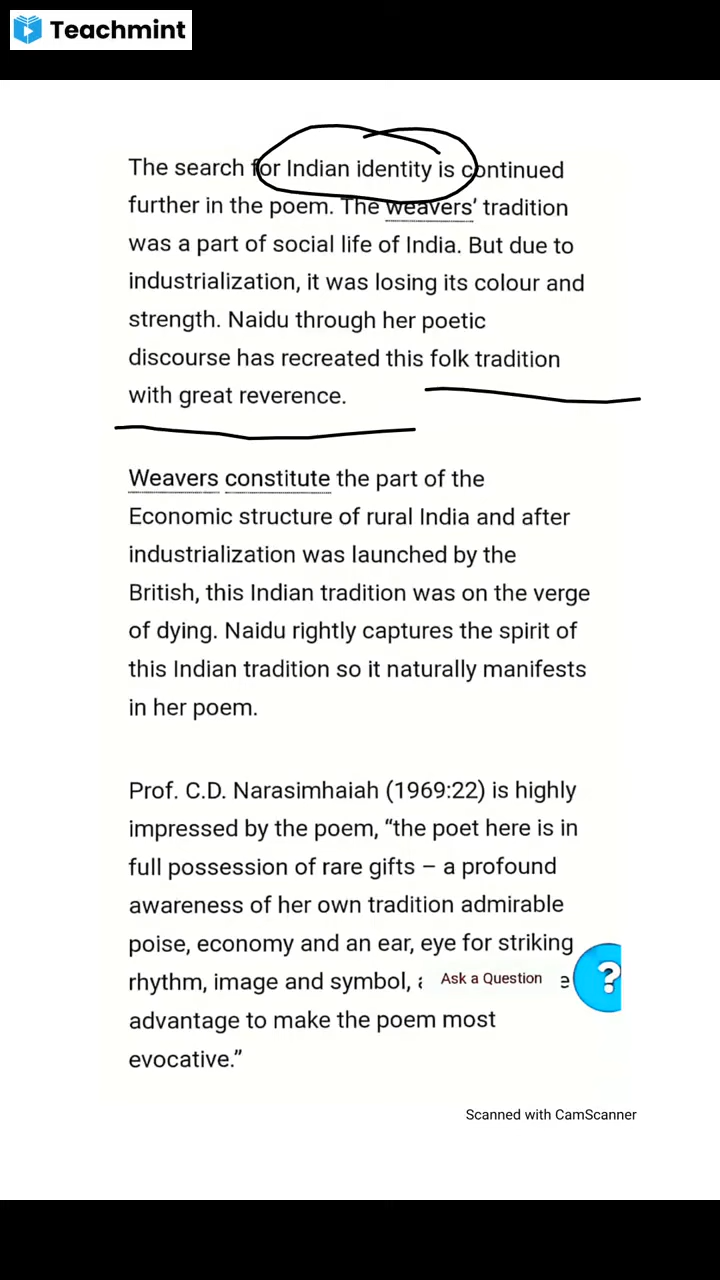 Teachmint
The search for Indian identity is continued
further in the poem. The weavers' tradition
was a part of social life of India. But due to
industrialization, it was losing its colour and
strength. Naidu through her poetic
discourse has recreated this folk tradition
with great reverence.
Weavers constitute the part of the
Economic structure of rural India and after
industrialization was launched by the
British, this Indian tradition was on the verge
of dying. Naidu rightly captures the spirit of
this Indian tradition so it naturally manifests
in her poem.
Prof. C.D. Narasimhaiah (1969:22) is highly
impressed by the poem, “the poet here is in
full possession of rare gifts – a profound
awareness of her own tradition admirable
poise, economy and an ear, eye for striking
rhythm, image and symbol,
Ask a Question
?
advantage to make the poem most
evocative.”
Scanned with CamScanner